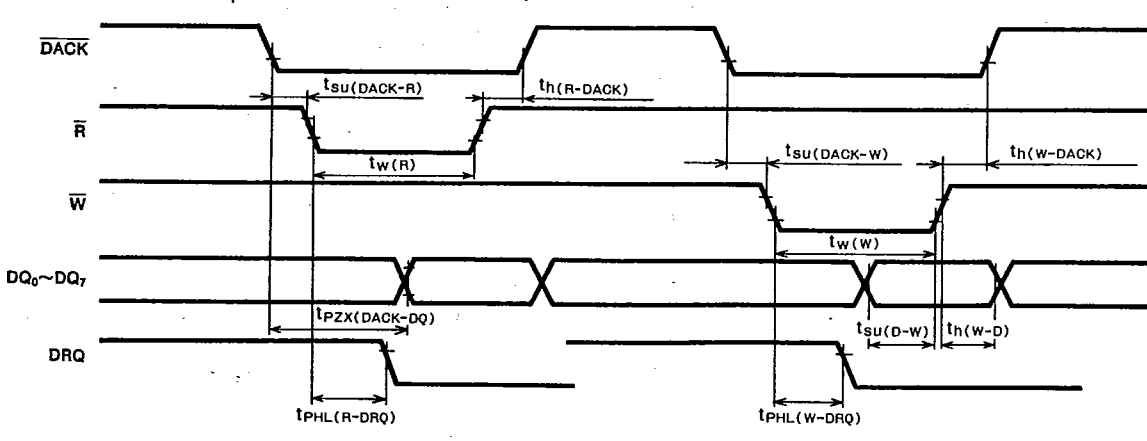 DACK
tsu(DACK-R)
th(R-DACK)
R
tw(R)
tsu(DACK-W)
th(W-DACK)
W
tw(W)
DQ0~DQ7
tPZX(DACK-DQ)
tsu(D-W)
th(W-D)
DRQ
tPHL(R-DRQ)
tPHL(W-DRQ)